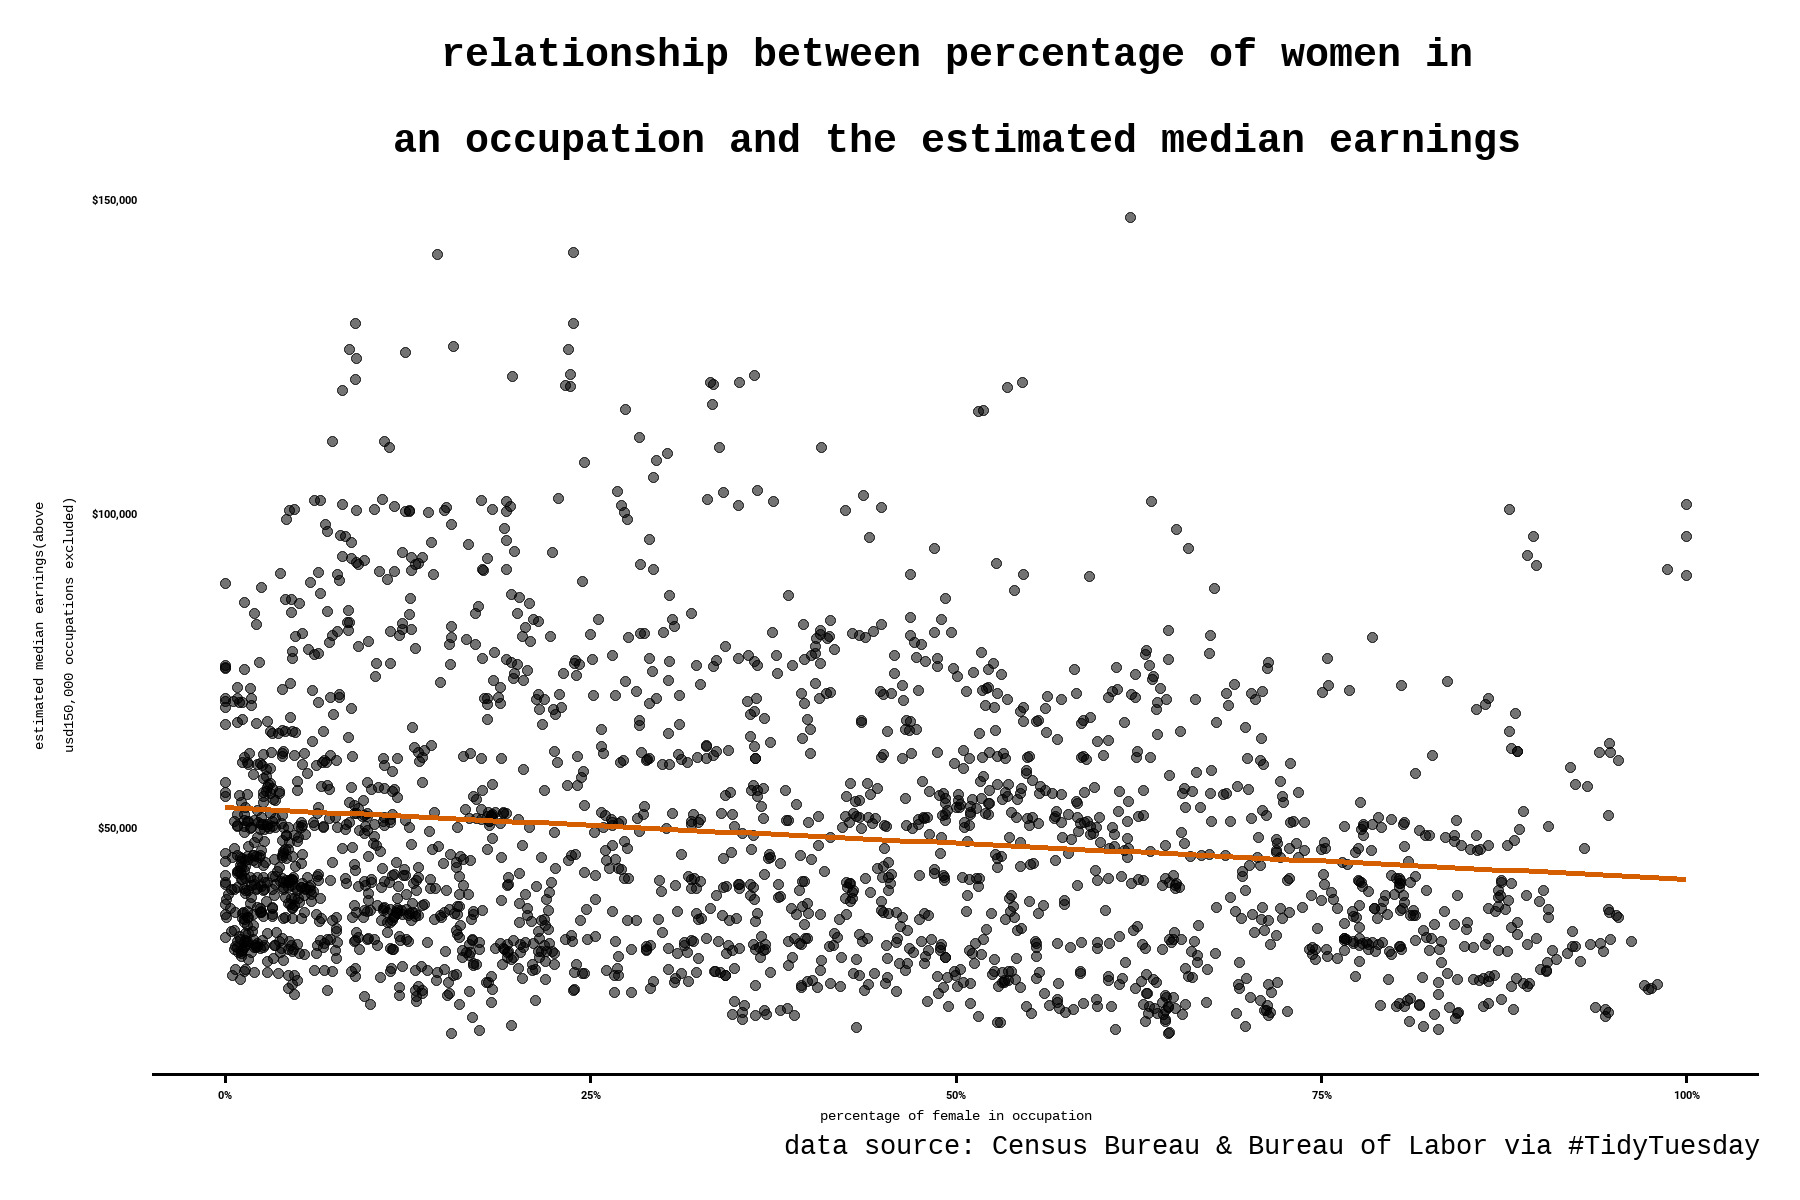 relationship between percentage of women in
an occupation and the estimated median earnings
$150,000
$100,000
$50,000
estimated median earnings(above
usd150,000 occupations excluded)
0%
25%
50%
75%
100%
percentage of female in occupation
data source: Census Bureau & Bureau of Labor via #TidyTuesday